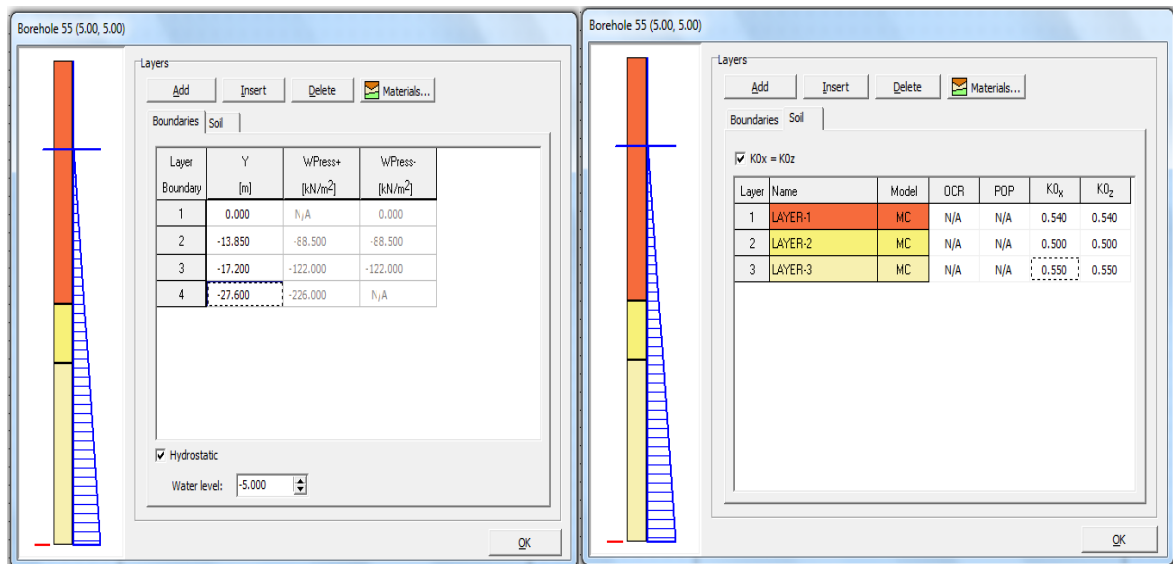 Borehole 55 (5.00, 5.00)
Layers
Add Insert Delete Materials...
Boundaries Soil
Layer Y WPress+ WPress-
Boundary [m] [kN/m²] [kN/m²]
1 0.000 N/A 0.000
2 -13.850 -88.500 -88.500
3 -17.200 -122.000 -122.000
4 -27.600 -226.000 N/A
Hydrostatic
Water level: -5.000
OK
Borehole 55 (5.00, 5.00)
Layers
Add Insert Delete Materials...
Boundaries Soil
K0x = K0z
Layer Name Model OCR POP K0x K0z
1 LAYER-1 MC N/A N/A 0.540 0.540
2 LAYER-2 MC N/A N/A 0.500 0.500
3 LAYER-3 MC N/A N/A 0.550 0.550
OK